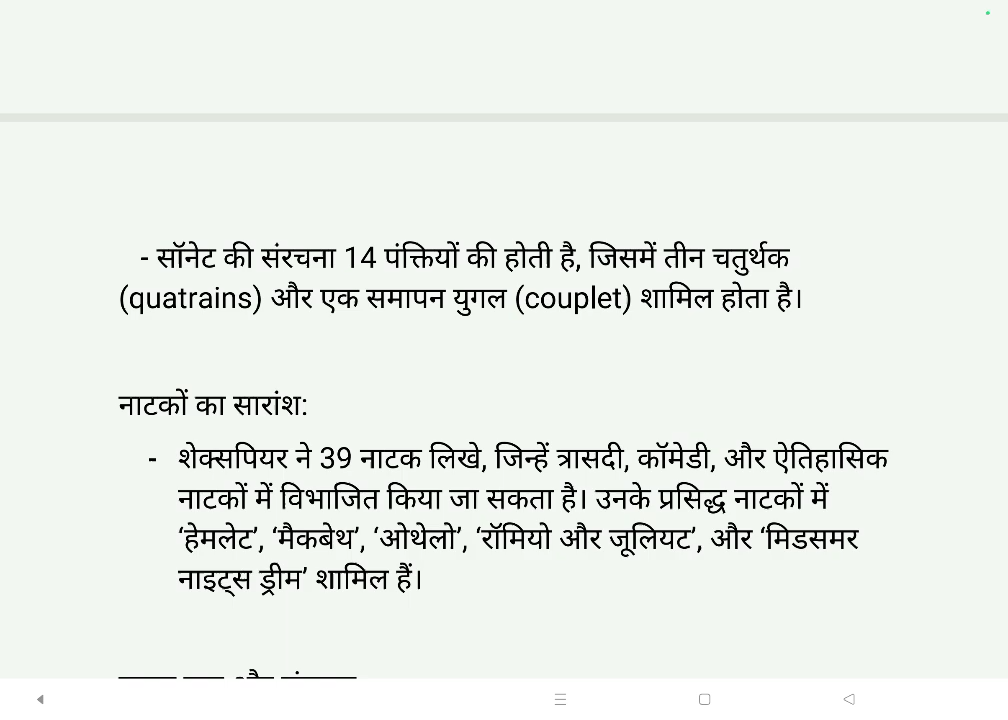 - सॉनेट की संरचना 14 पंक्तियों की होती है, जिसमें तीन चतुर्थक
(quatrains) और एक समापन युगल (couplet) शामिल होता है।
नाटकों का सारांश:
- शेक्सपियर ने 39 नाटक लिखे, जिन्हें त्रासदी, कॉमेडी, और ऐतिहासिक
नाटकों में विभाजित किया जा सकता है। उनके प्रसिद्ध नाटकों में
‘हेमलेट’, ‘मैकबेथ’, ‘ओथेलो’, ‘रॉमियो और जूलियट’, और ‘मिडसमर
नाइट्स ड्रीम’ शामिल हैं।